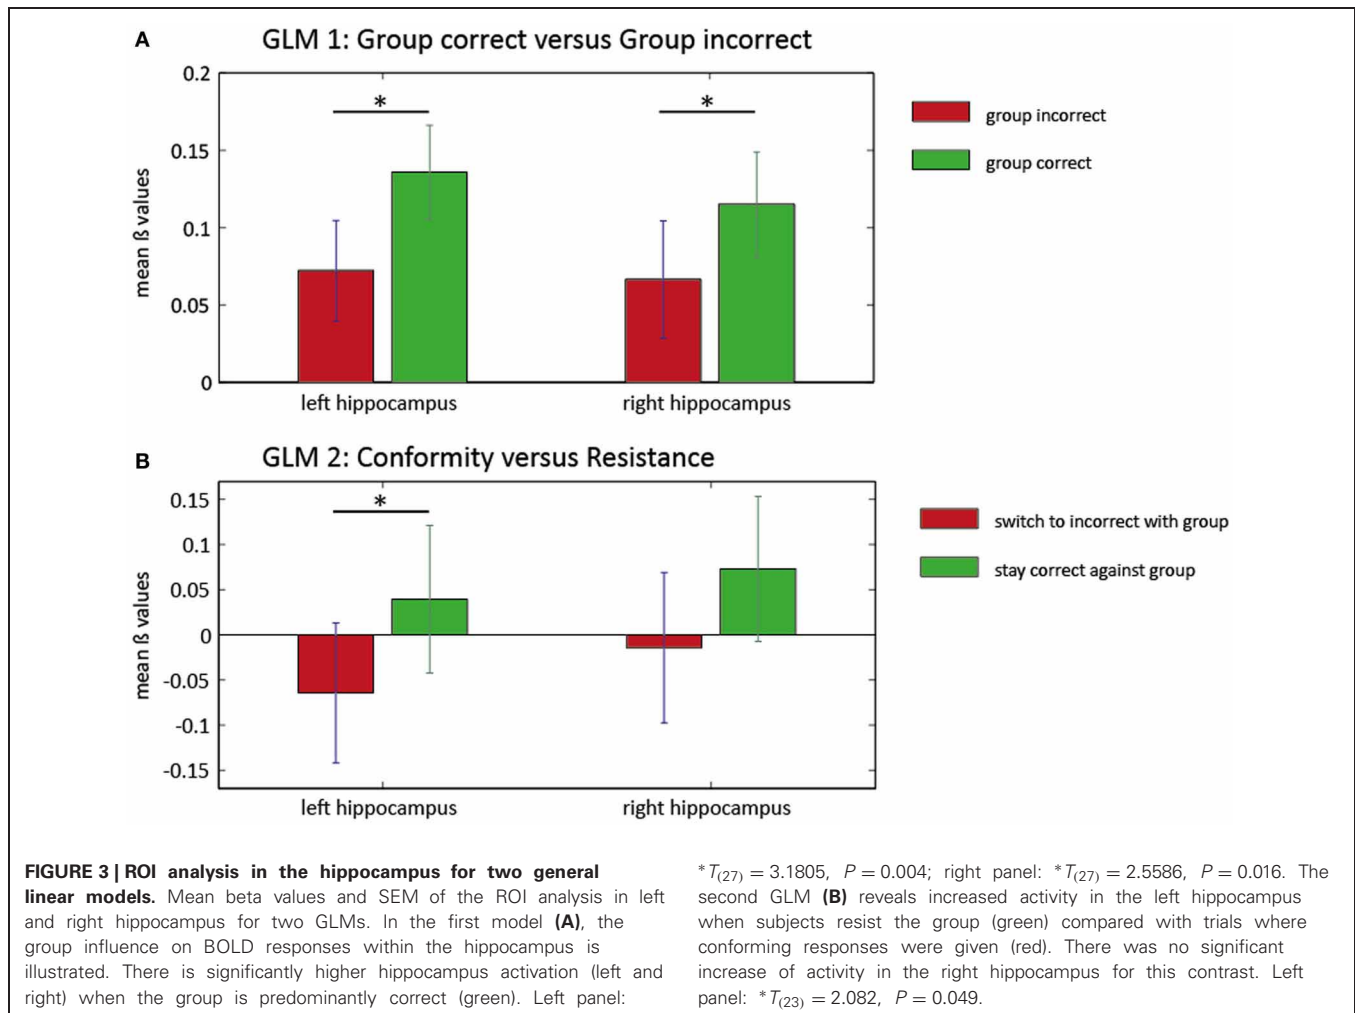 A
GLM 1: Group correct versus Group incorrect
0.2
0.15
0.1
0.05
0
mean ß values
*
*
left hippocampus
right hippocampus
group incorrect
group correct
B
GLM 2: Conformity versus Resistance
0.15
0.1
0.05
0
-0.05
-0.1
-0.15
mean ß values
*
left hippocampus
right hippocampus
switch to incorrect with group
stay correct against group
FIGURE 3 | ROI analysis in the hippocampus for two general
linear models. Mean beta values and SEM of the ROI analysis in left
and right hippocampus for two GLMs. In the first model (A), the
group influence on BOLD responses within the hippocampus is
illustrated. There is significantly higher hippocampus activation (left and
right) when the group is predominantly correct (green). Left panel:
*T(27) = 3.1805, P = 0.004; right panel: *T(27) = 2.5586, P = 0.016. The
second GLM (B) reveals increased activity in the left hippocampus
when subjects resist the group (green) compared with trials where
conforming responses were given (red). There was no significant
increase of activity in the right hippocampus for this contrast. Left
panel: *T(23) = 2.082, P = 0.049.